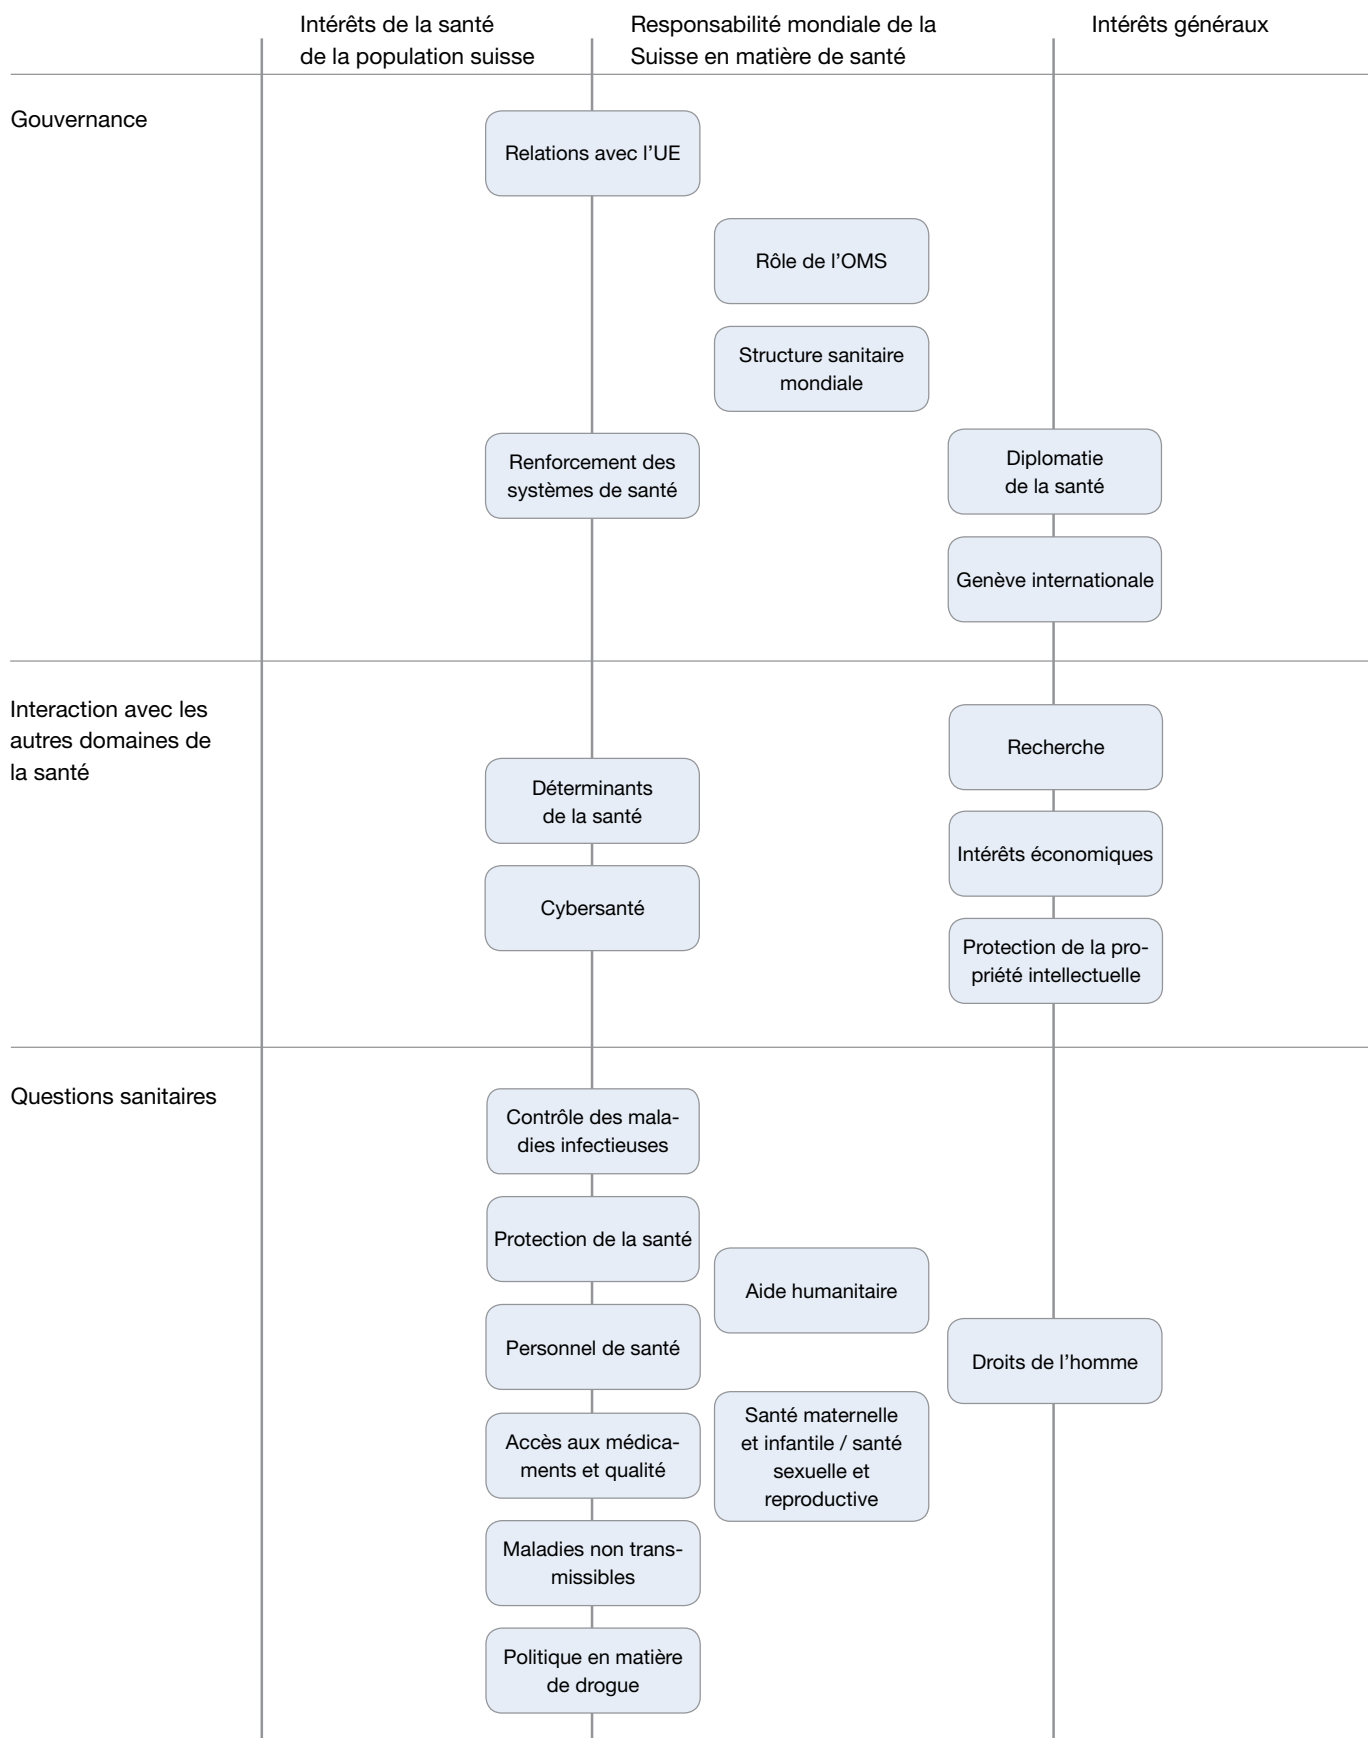 Intérêts de la santé
de la population suisse
Responsabilité mondiale de la
Suisse en matière de santé
Intérêts généraux
Gouvernance
Relations avec l’UE
Rôle de l’OMS
Structure sanitaire
mondiale
Renforcement des
systèmes de santé
Diplomatie
de la santé
Genève internationale
Interaction avec les
autres domaines de
la santé
Recherche
Déterminants
de la santé
Intérêts économiques
Cybersanté
Protection de la pro-
priété intellectuelle
Questions sanitaires
Contrôle des mala-
dies infectieuses
Protection de la santé
Aide humanitaire
Personnel de santé
Droits de l’homme
Accès aux médica-
ments et qualité
Santé maternelle
et infantile / santé
sexuelle et
reproductive
Maladies non trans-
missibles
Politique en matière
de drogue